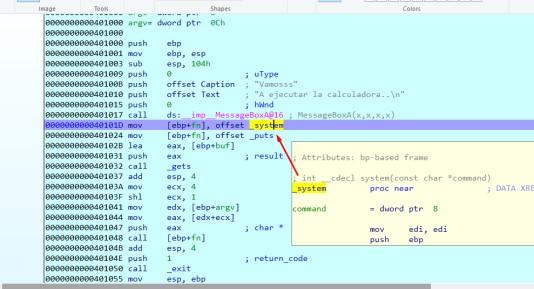 Image
Tools
Shapes
Colors
0000000000401000 argv= dword ptr 0Ch
0000000000401000
0000000000401000 push ebp
0000000000401001 mov ebp, esp
0000000000401003 sub esp, 104h
0000000000401009 push 0 ; uType
000000000040100B push offset Caption ; "Vamosss"
0000000000401010 push offset Text ; "A ejecutar la calculadora..\n"
0000000000401015 push 0 ; hWnd
0000000000401017 call ds:__imp__MessageBoxA@16 ; MessageBoxA(x,x,x,x)
000000000040101D mov [ebp+fn], offset _system
0000000000401024 mov [ebp+fn], offset _puts
000000000040102B lea eax, [ebp+buf]
0000000000401031 push eax ; result
0000000000401032 call _gets
0000000000401037 add esp, 4
000000000040103A mov ecx, 4
000000000040103F shl ecx, 1
0000000000401041 mov edx, [ebp+argv]
0000000000401044 mov eax, [edx+ecx]
0000000000401047 push eax ; char *
0000000000401048 call [ebp+fn]
000000000040104B add esp, 4
000000000040104E push 1 ; return_code
0000000000401050 call _exit
0000000000401055 mov esp, ebp
; Attributes: bp-based frame
; int __cdecl system(const char *command)
_system proc near ; DATA XRE
command = dword ptr 8
mov edi, edi
push ebp